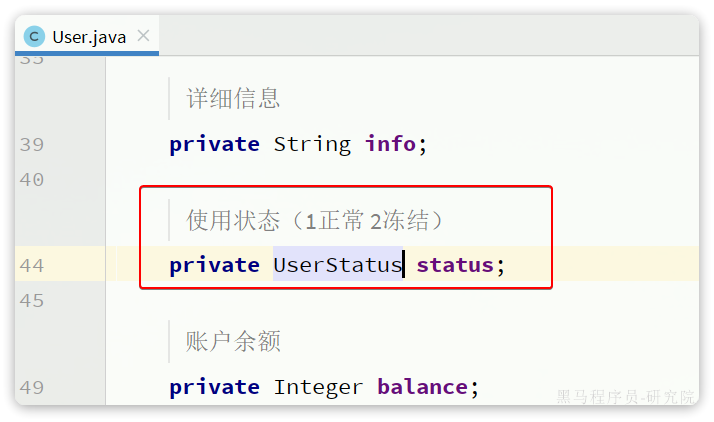 User.java
35
详细信息
39 private String info;
40
使用状态（1正常 2冻结）
44 private UserStatus status;
45
账户余额
49 private Integer balance;
黑马程序员-研究院